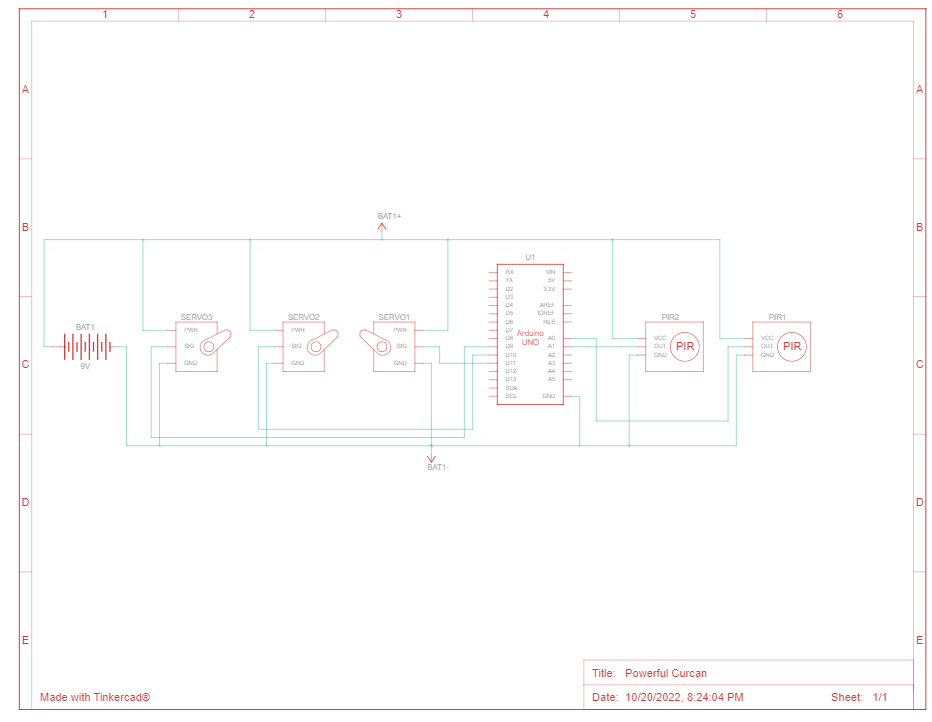 1 2 3 4 5 6
A A
BAT1+
B B
U1
RX VIN
TX 5V
D2 3.3V
D3
D4 AREF
D5 IOREF
D6 RES
D7
D8 A0
D9 A1
D10 A2
D11 A3
D12 A4
D13 A5
SDA
SCL GND
Arduino
UNO
BAT1
9V
SERVO3
PWR
SIG
GND
SERVO2
PWR
SIG
GND
SERVO1
PWR
SIG
GND
PIR2
VCC
OUT
GND
PIR
PIR1
VCC
OUT
GND
PIR
C C
BAT1-
D D
E E
Title: Powerful Curcan
Made with Tinkercad®
Date: 10/20/2022, 8:24:04 PM Sheet: 1/1